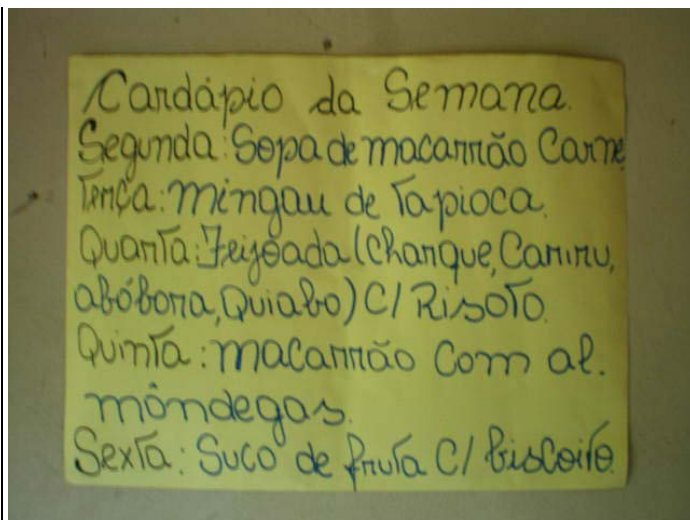 Cardápio da Semana.
Segunda: Sopa de macarrão Carne
Terça: mingau de Tapioca.
Quarta: Feijoada (Charque, Cariru,
abóbora, Quiabo) C/ Risoto.
Quinta: macarrão Com al.
môndegas.
Sexta: Suco de fruta C/ biscoito.